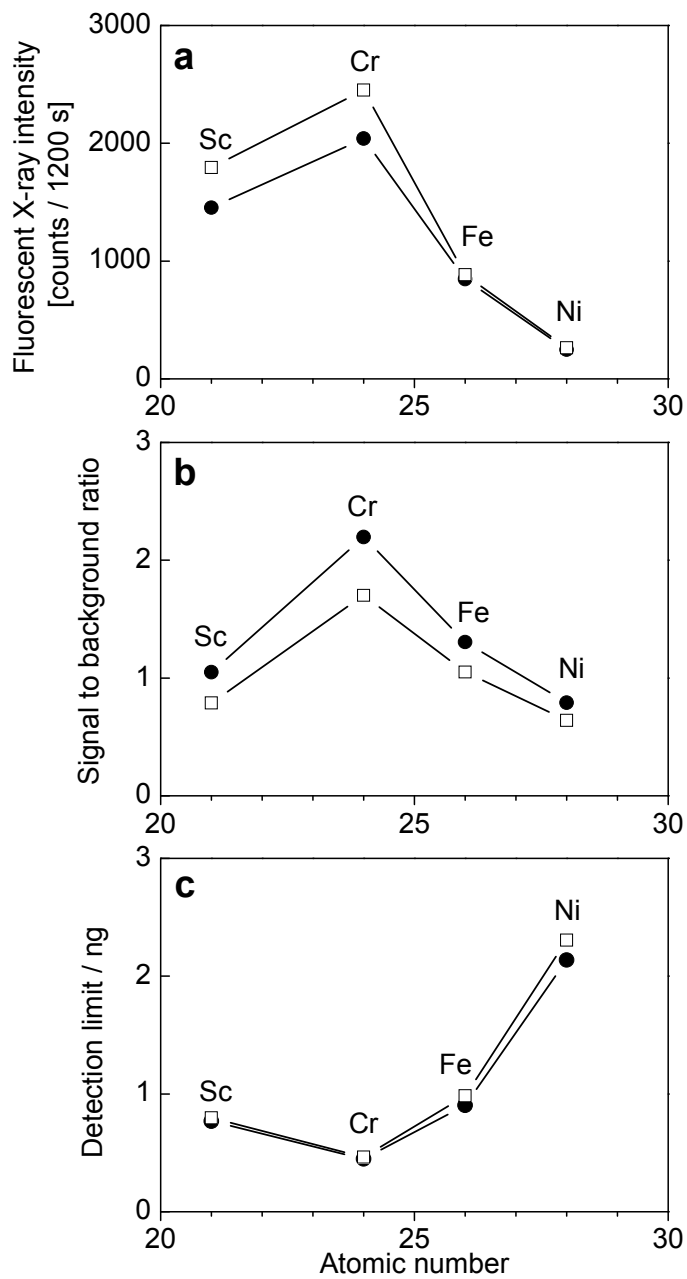 3000
a
Cr
Sc
2000
Fe
1000
Ni
0
20
25
30
Fluorescent X-ray intensity
[counts / 1200 s]
3
b
Cr
2
Sc
Fe
Ni
1
0
20
25
30
Signal to background ratio
3
c
Ni
2
Fe
Sc
Cr
1
0
20
25
30
Detection limit / ng
Atomic number